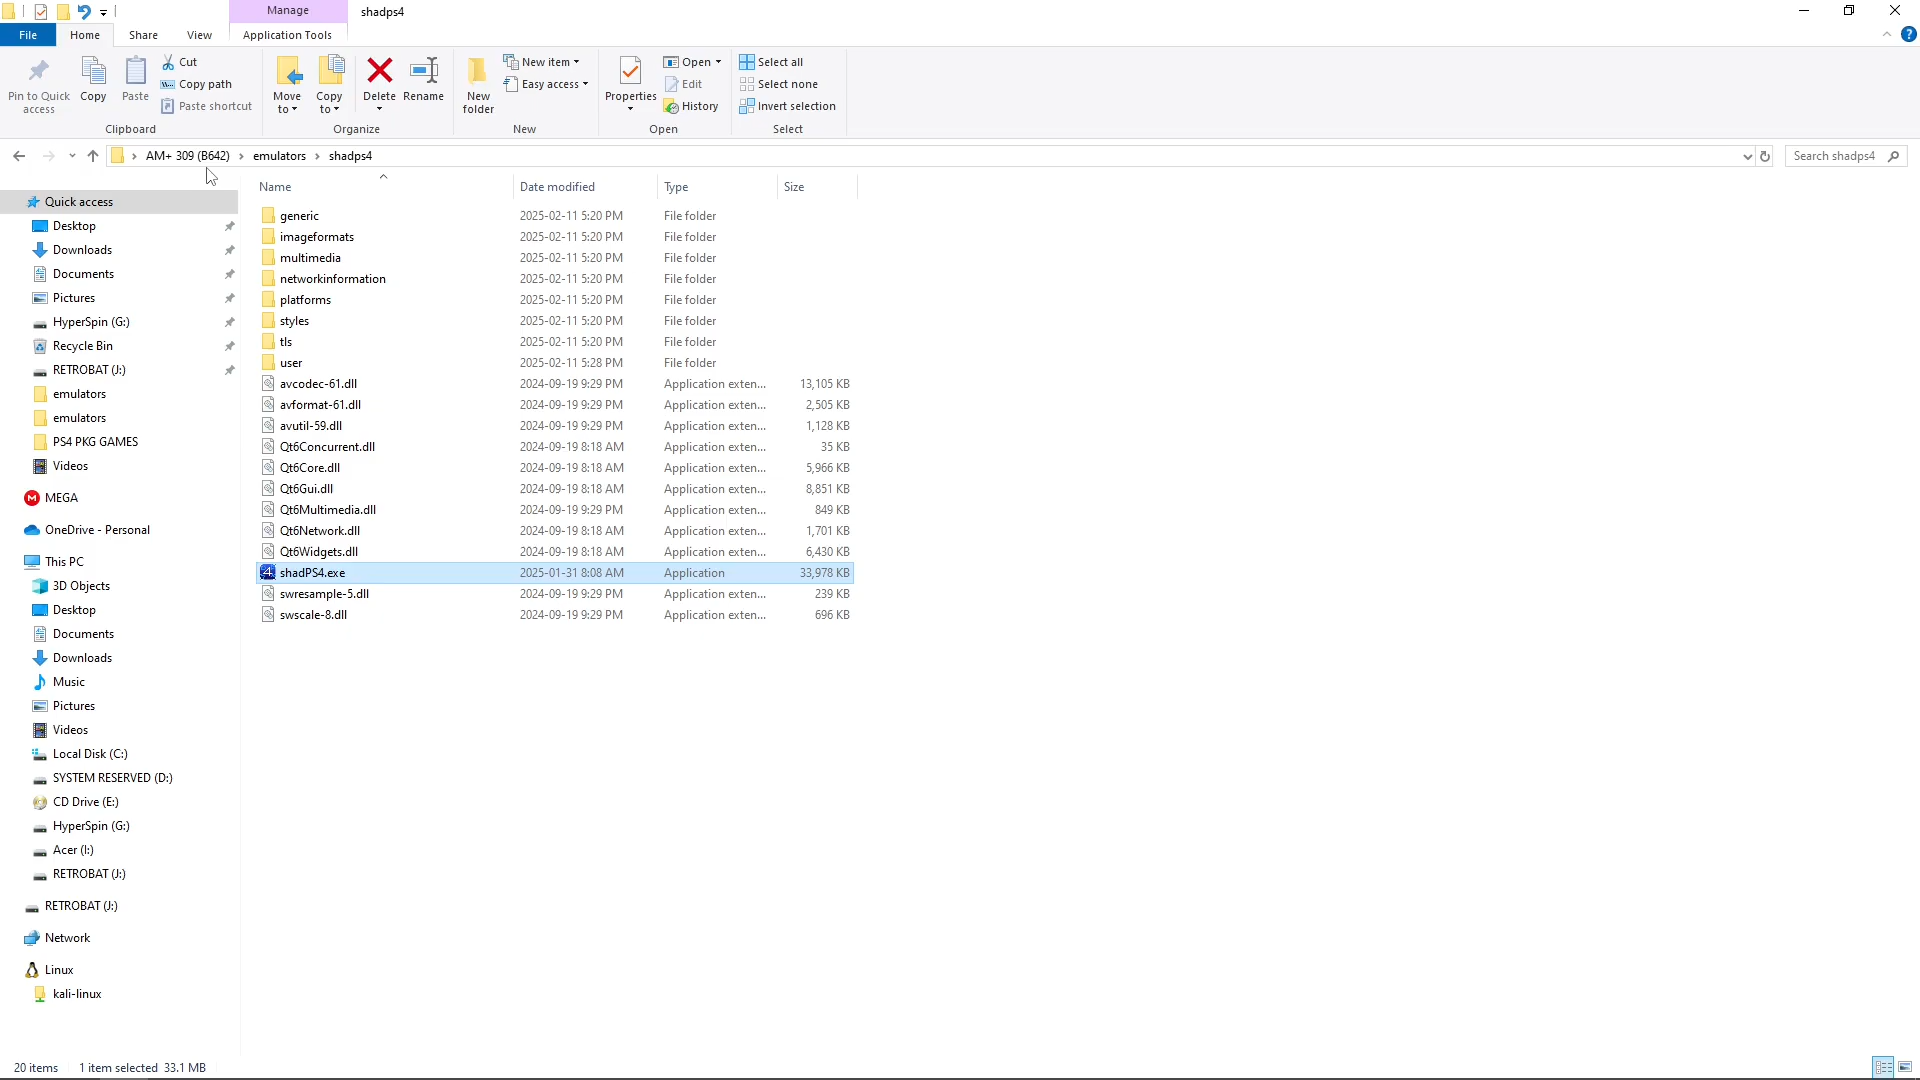 Manage
shadps4
File
Home
Share
View
Application Tools
Pin to Quick access
Copy
Paste
Cut
Copy path
Paste shortcut
Clipboard
Move to
Copy to
Delete
Rename
Organize
New folder
New item
Easy access
New
Properties
Open
Edit
History
Open
Select all
Select none
Invert selection
Select
AM+ 309 (B642) › emulators › shadps4
Search shadps4
Name Date modified Type Size
generic 2025-02-11 5:20 PM File folder
imageformats 2025-02-11 5:20 PM File folder
multimedia 2025-02-11 5:20 PM File folder
networkinformation 2025-02-11 5:20 PM File folder
platforms 2025-02-11 5:20 PM File folder
styles 2025-02-11 5:20 PM File folder
tls 2025-02-11 5:20 PM File folder
user 2025-02-11 5:28 PM File folder
avcodec-61.dll 2024-09-19 9:29 PM Application exten... 13,105 KB
avformat-61.dll 2024-09-19 9:29 PM Application exten... 2,505 KB
avutil-59.dll 2024-09-19 9:29 PM Application exten... 1,128 KB
Qt6Concurrent.dll 2024-09-19 8:18 AM Application exten... 35 KB
Qt6Core.dll 2024-09-19 8:18 AM Application exten... 5,966 KB
Qt6Gui.dll 2024-09-19 8:18 AM Application exten... 8,851 KB
Qt6Multimedia.dll 2024-09-19 9:29 PM Application exten... 849 KB
Qt6Network.dll 2024-09-19 8:18 AM Application exten... 1,701 KB
Qt6Widgets.dll 2024-09-19 8:18 AM Application exten... 6,430 KB
shadPS4.exe 2025-01-31 8:08 AM Application 33,978 KB
swresample-5.dll 2024-09-19 9:29 PM Application exten... 239 KB
swscale-8.dll 2024-09-19 9:29 PM Application exten... 696 KB
Quick access
Desktop
Downloads
Documents
Pictures
HyperSpin (G:)
Recycle Bin
RETROBAT (J:)
emulators
emulators
PS4 PKG GAMES
Videos
MEGA
OneDrive - Personal
This PC
3D Objects
Desktop
Documents
Downloads
Music
Pictures
Videos
Local Disk (C:)
SYSTEM RESERVED (D:)
CD Drive (E:)
HyperSpin (G:)
Acer (I:)
RETROBAT (J:)
RETROBAT (J:)
Network
Linux
kali-linux
20 items 1 item selected 33.1 MB